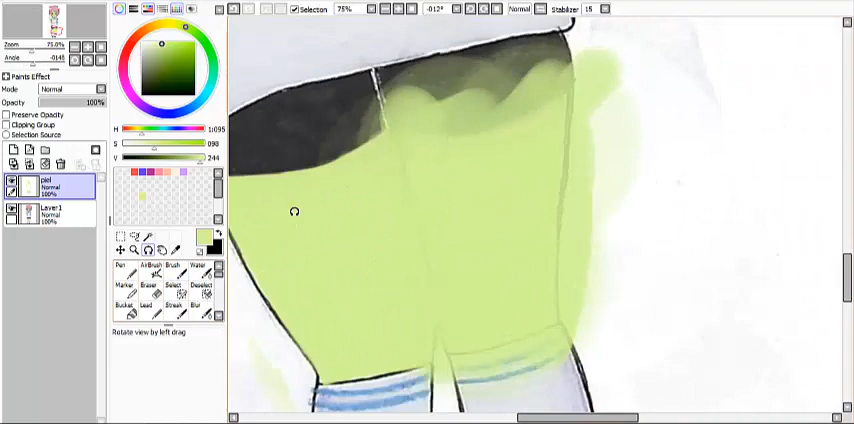 Selection
75%
-012°
Normal
Stabilizer
15
Zoom
75.0%
Angle
-0148
Paints Effect
Mode
Normal
Opacity
100%
Preserve Opacity
Clipping Group
Selection Source
piel
Normal
100%
Layer1
Normal
100%
H
1:095
S
098
V
244
Pen
AirBrush
Brush
Water
Marker
Eraser
Select
Deselect
Bucket
Lead
Streak
Blur
Rotate view by left drag